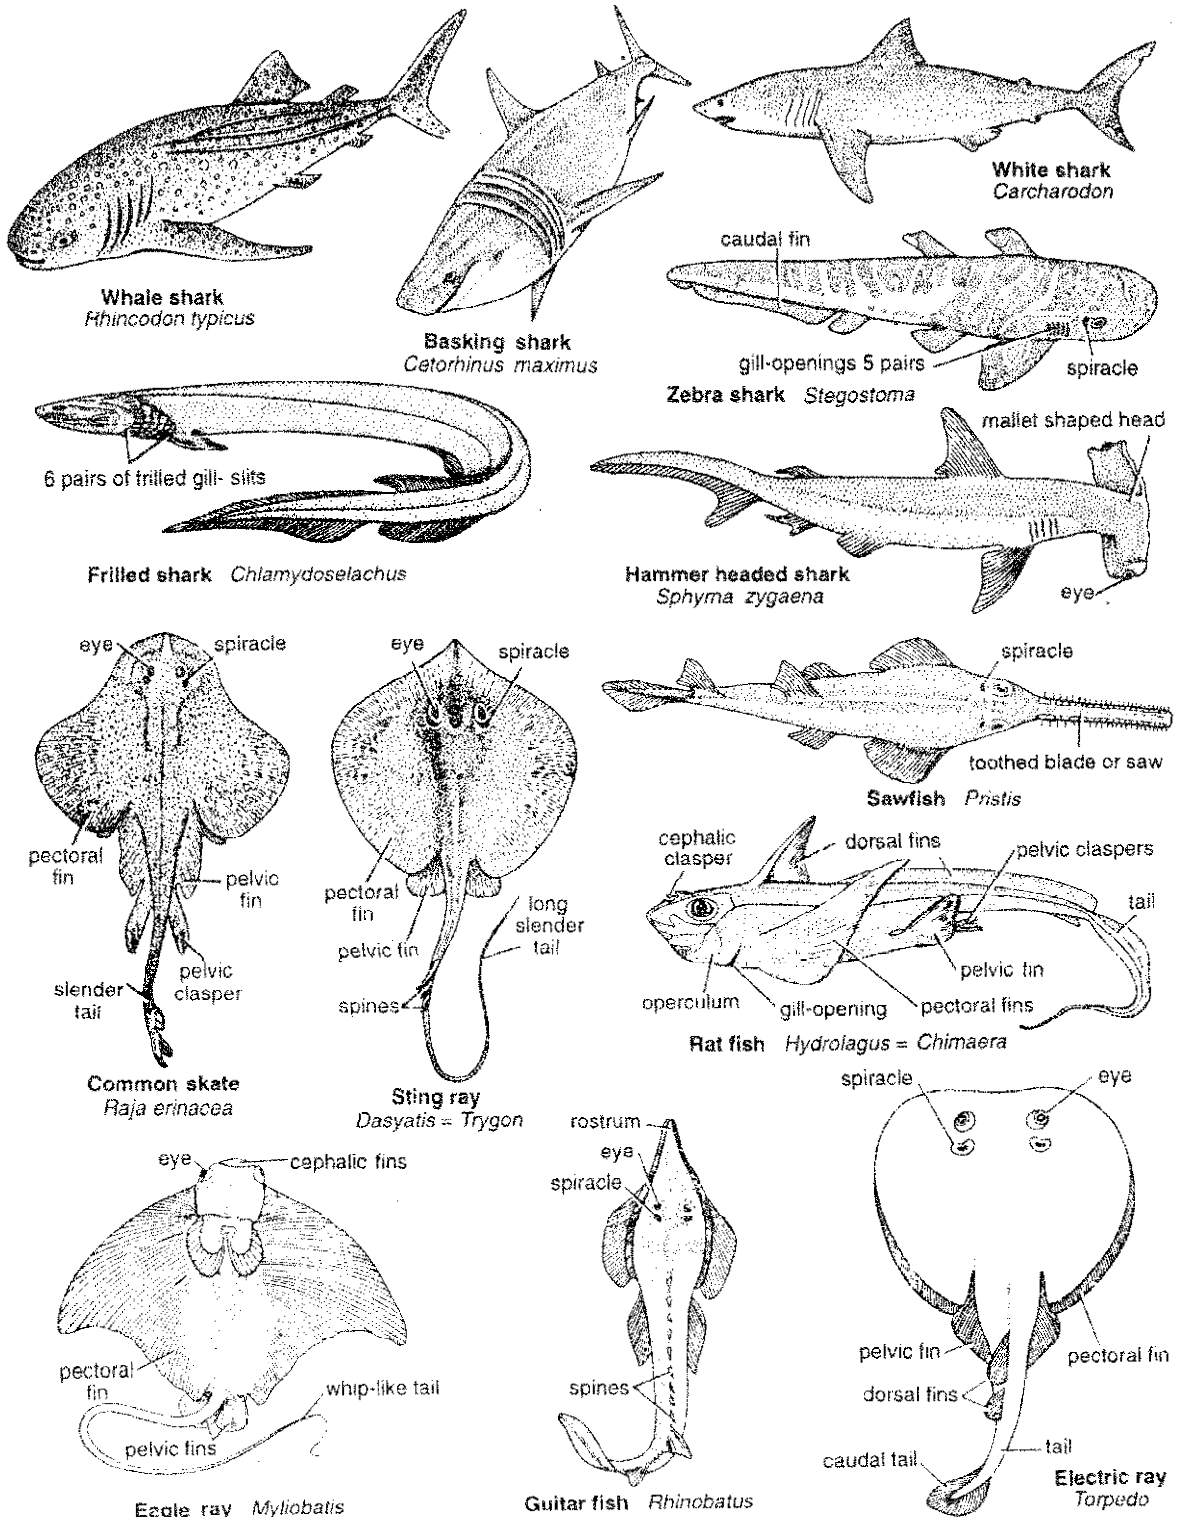 White shark
Carcharodon
Whale shark
Rhincodon typicus
Basking shark
Cetorhinus maximus
caudal fin
gill-openings 5 pairs
spiracle
Zebra shark Stegostoma
6 pairs of frilled gill- slits
Frilled shark Chlamydoselachus
mallet shaped head
Hammer headed shark
Sphyrna zygaena
eye
eye
spiracle
pectoral
fin
pelvic
fin
slender
tail
pelvic
clasper
Common skate
Raja erinacea
eye
spiracle
pectoral
fin
pelvic fin
long
slender
tail
spines
Sting ray
Dasyatis = Trygon
spiracle
toothed blade or saw
Sawfish Pristis
cephalic
clasper
dorsal fins
pelvic claspers
tail
pelvic fin
operculum
gill-opening
pectoral fins
Rat fish Hydrolagus = Chimaera
eye
cephalic fins
pectoral
fin
whip-like tail
pelvic fins
Eagle ray Myliobatis
rostrum
eye
spiracle
spines
Guitar fish Rhinobatus
spiracle
eye
pelvic fin
pectoral fin
dorsal fins
caudal tail
tail
Electric ray
Torpedo